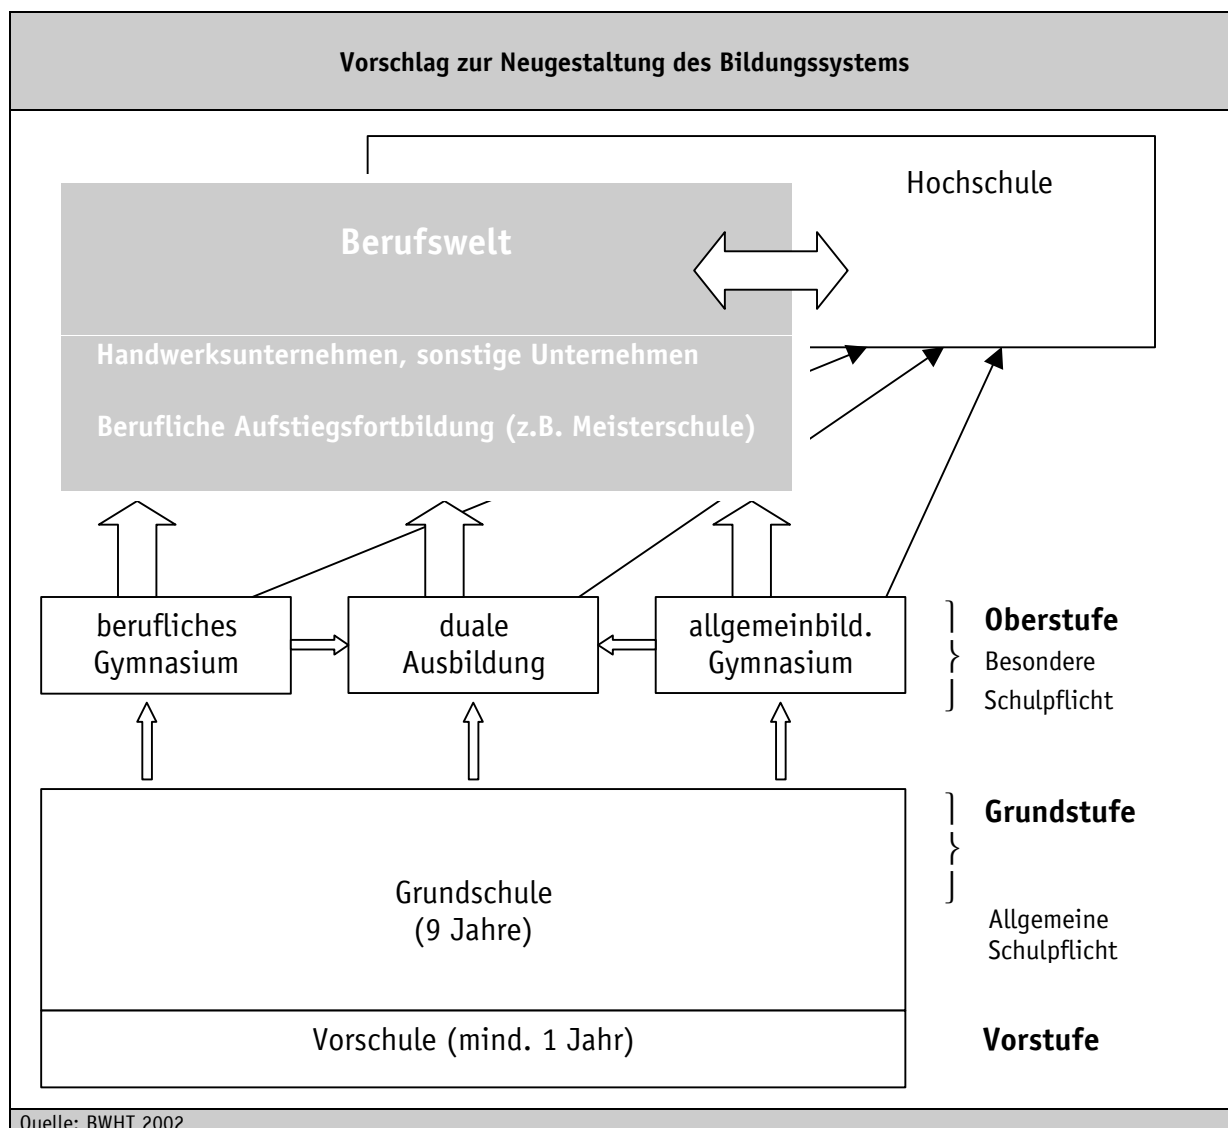 Vorschlag zur Neugestaltung des Bildungssystems
Hochschule
Berufswelt
Handwerksunternehmen, sonstige Unternehmen
Berufliche Aufstiegsfortbildung (z.B. Meisterschule)
berufliches
Gymnasium
duale
Ausbildung
allgemeinbild.
Gymnasium
Oberstufe
Besondere
Schulpflicht
Grundschule
(9 Jahre)
Grundstufe
Allgemeine
Schulpflicht
Vorschule (mind. 1 Jahr)
Vorstufe
Quelle: BWHT 2002